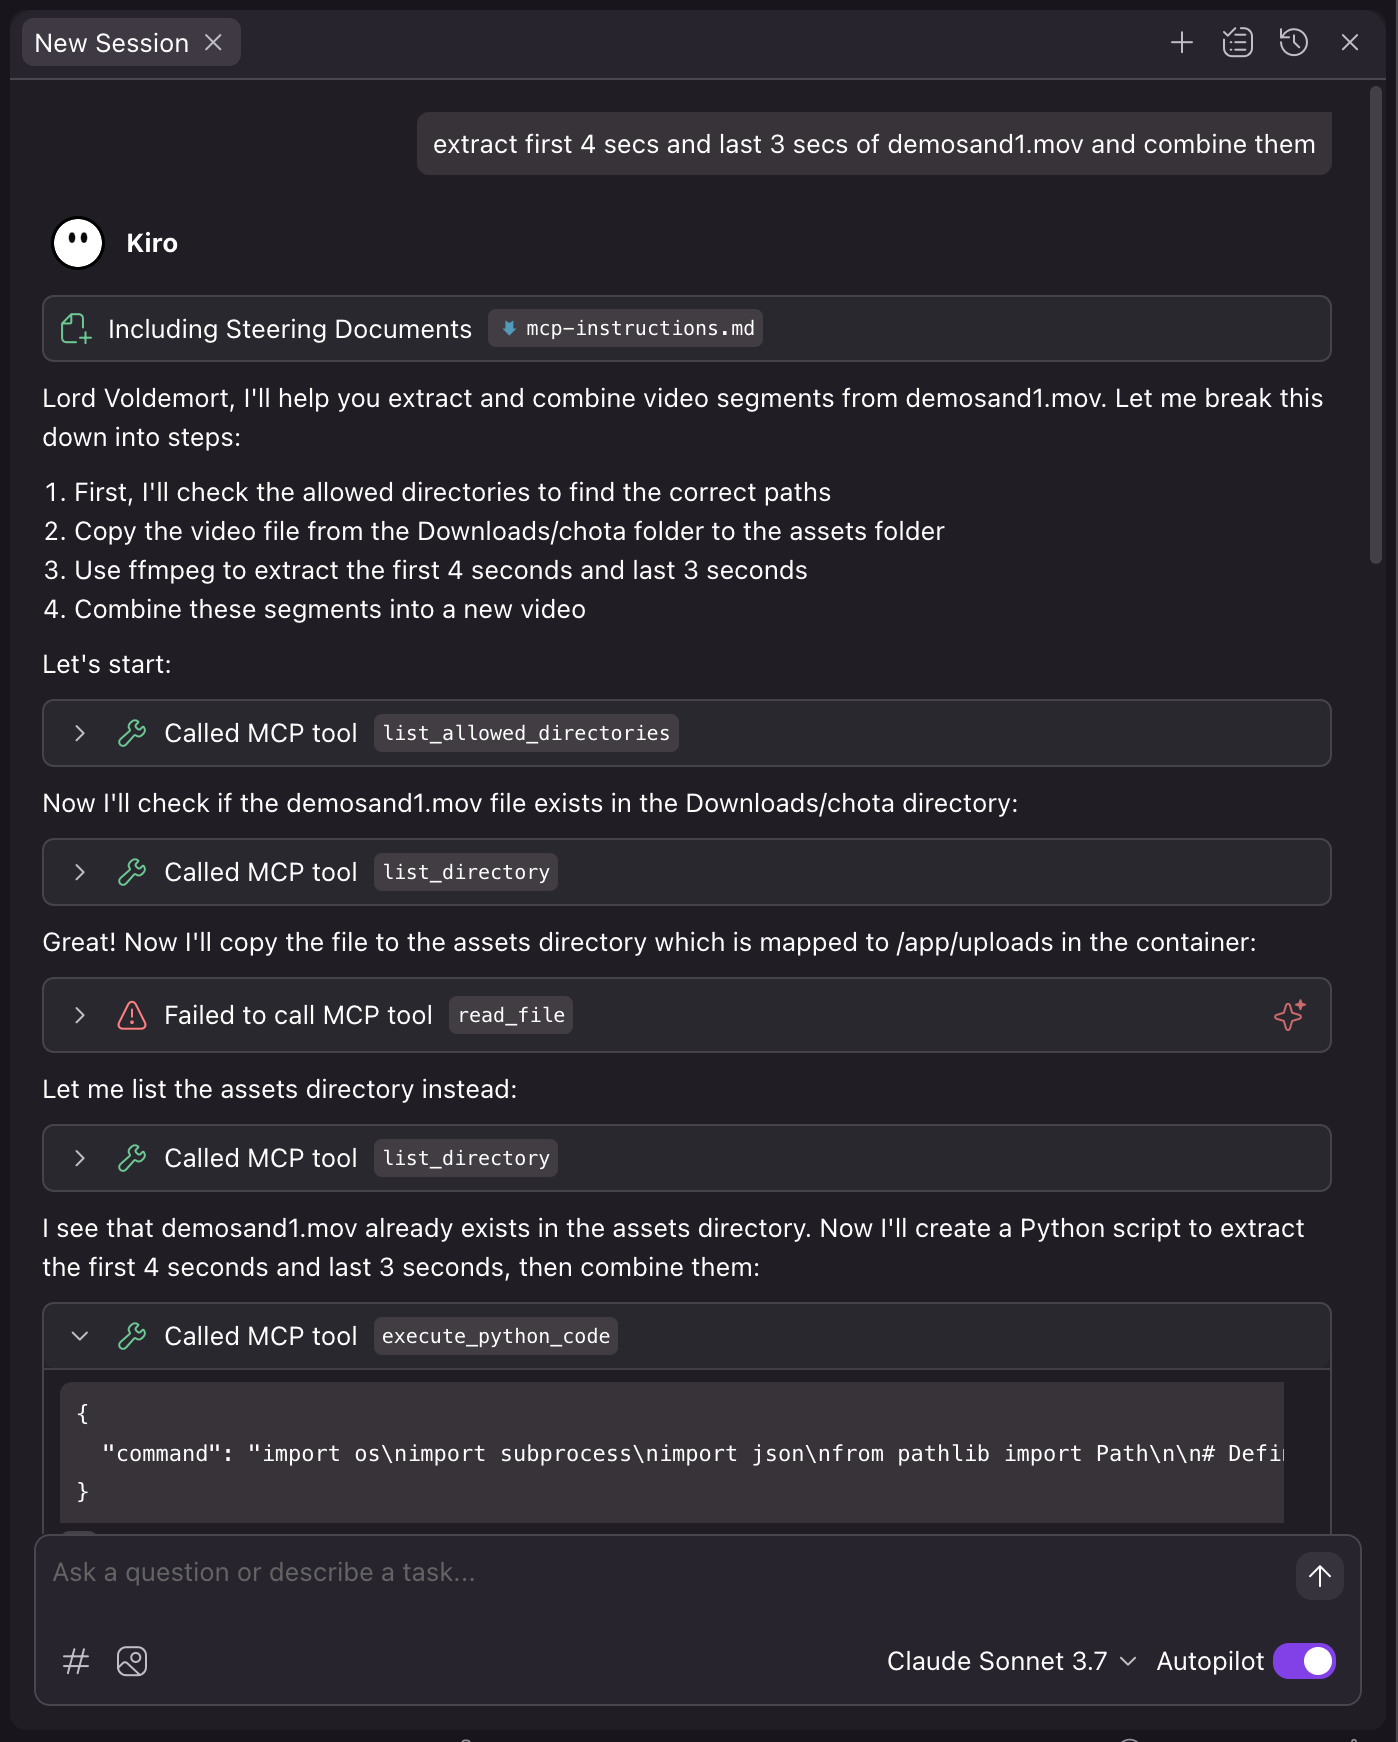 New Session
extract first 4 secs and last 3 secs of demosand1.mov and combine them
Kiro
Including Steering Documents mcp-instructions.md
Lord Voldemort, I'll help you extract and combine video segments from demosand1.mov. Let me break this
down into steps:
1. First, I'll check the allowed directories to find the correct paths
2. Copy the video file from the Downloads/chota folder to the assets folder
3. Use ffmpeg to extract the first 4 seconds and last 3 seconds
4. Combine these segments into a new video
Let's start:
Called MCP tool list_allowed_directories
Now I'll check if the demosand1.mov file exists in the Downloads/chota directory:
Called MCP tool list_directory
Great! Now I'll copy the file to the assets directory which is mapped to /app/uploads in the container:
Failed to call MCP tool read_file
Let me list the assets directory instead:
Called MCP tool list_directory
I see that demosand1.mov already exists in the assets directory. Now I'll create a Python script to extract
the first 4 seconds and last 3 seconds, then combine them:
Called MCP tool execute_python_code
{
"command": "import os\nimport subprocess\nimport json\nfrom pathlib import Path\n\n# Defi
}
Ask a question or describe a task...
Claude Sonnet 3.7 Autopilot